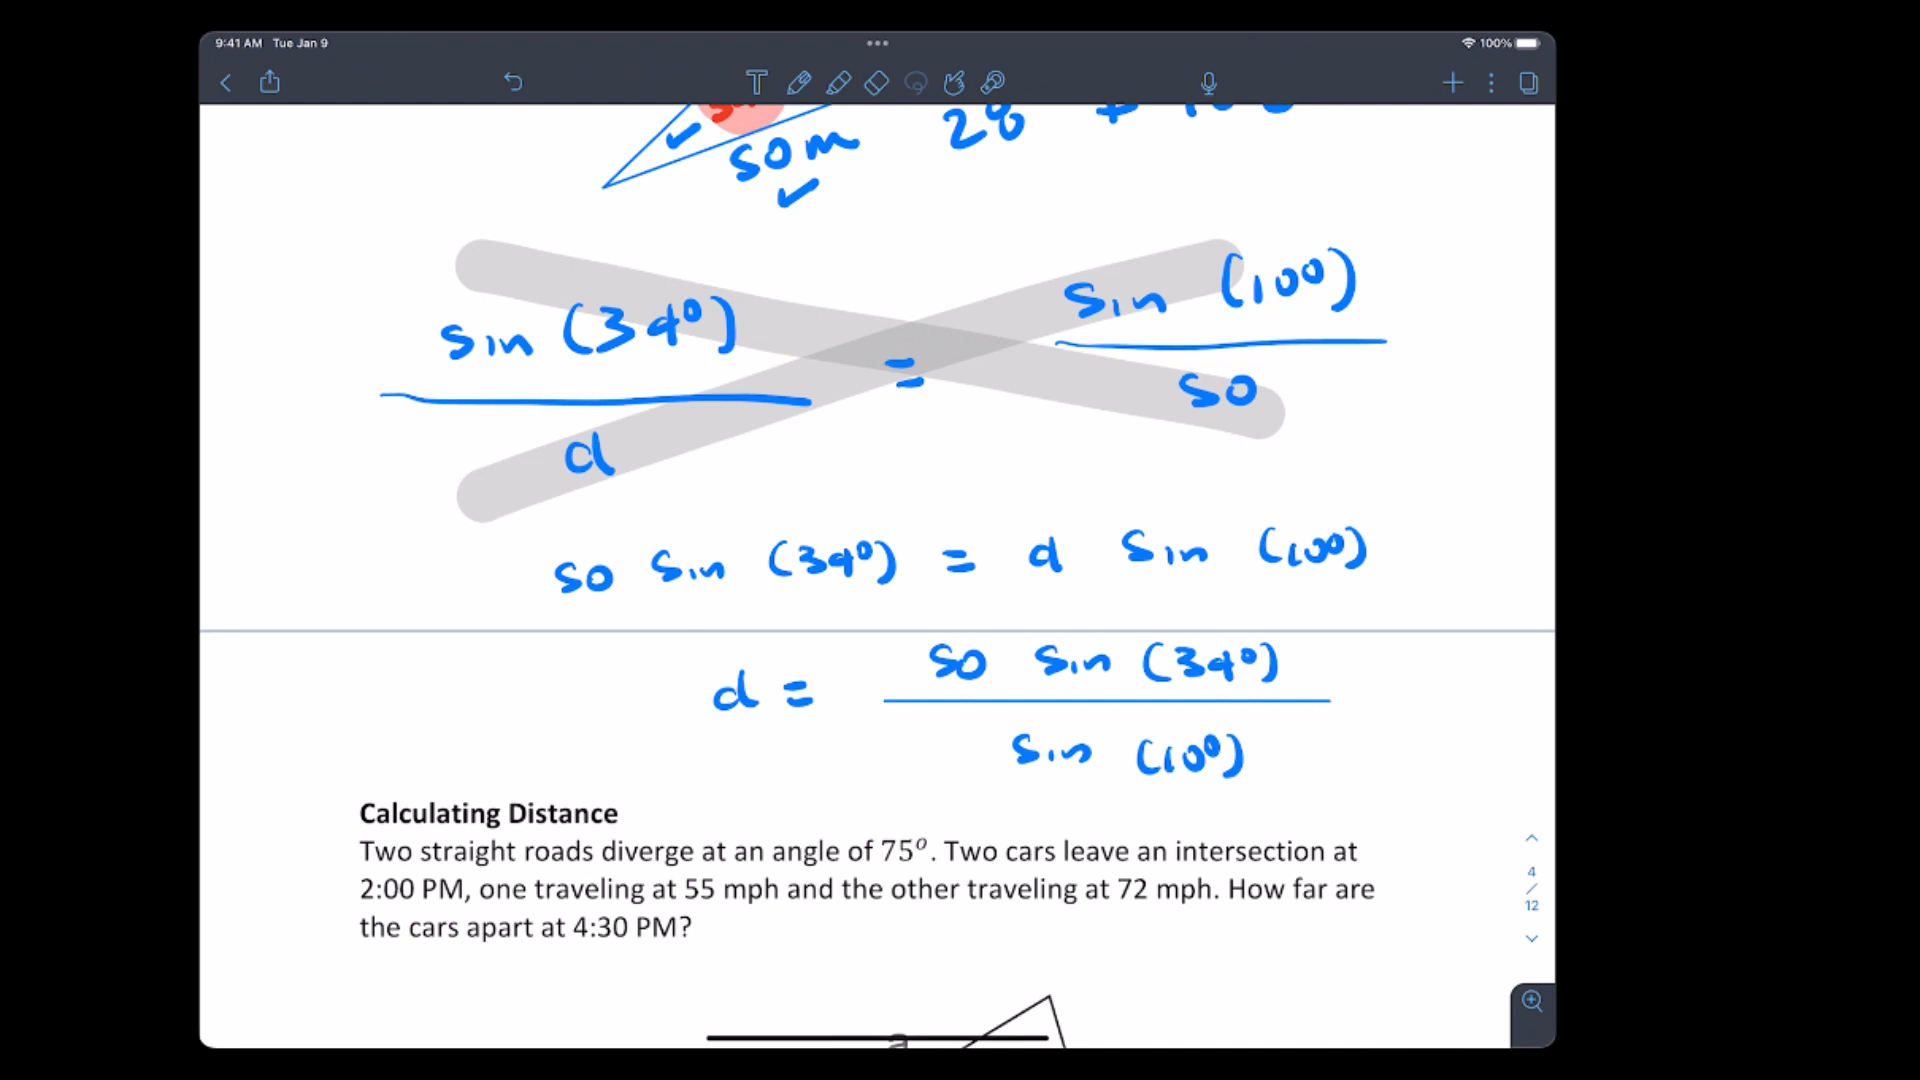 9:41 AM Tue Jan 9
100%
50 m
28
sin (34°)
d
=
sin (100)
50
50 sin (34°) = d sin (100)
d = 50 sin (34°)
sin (100)
Calculating Distance
Two straight roads diverge at an angle of 75°. Two cars leave an intersection at
2:00 PM, one traveling at 55 mph and the other traveling at 72 mph. How far are
the cars apart at 4:30 PM?
4
/
12